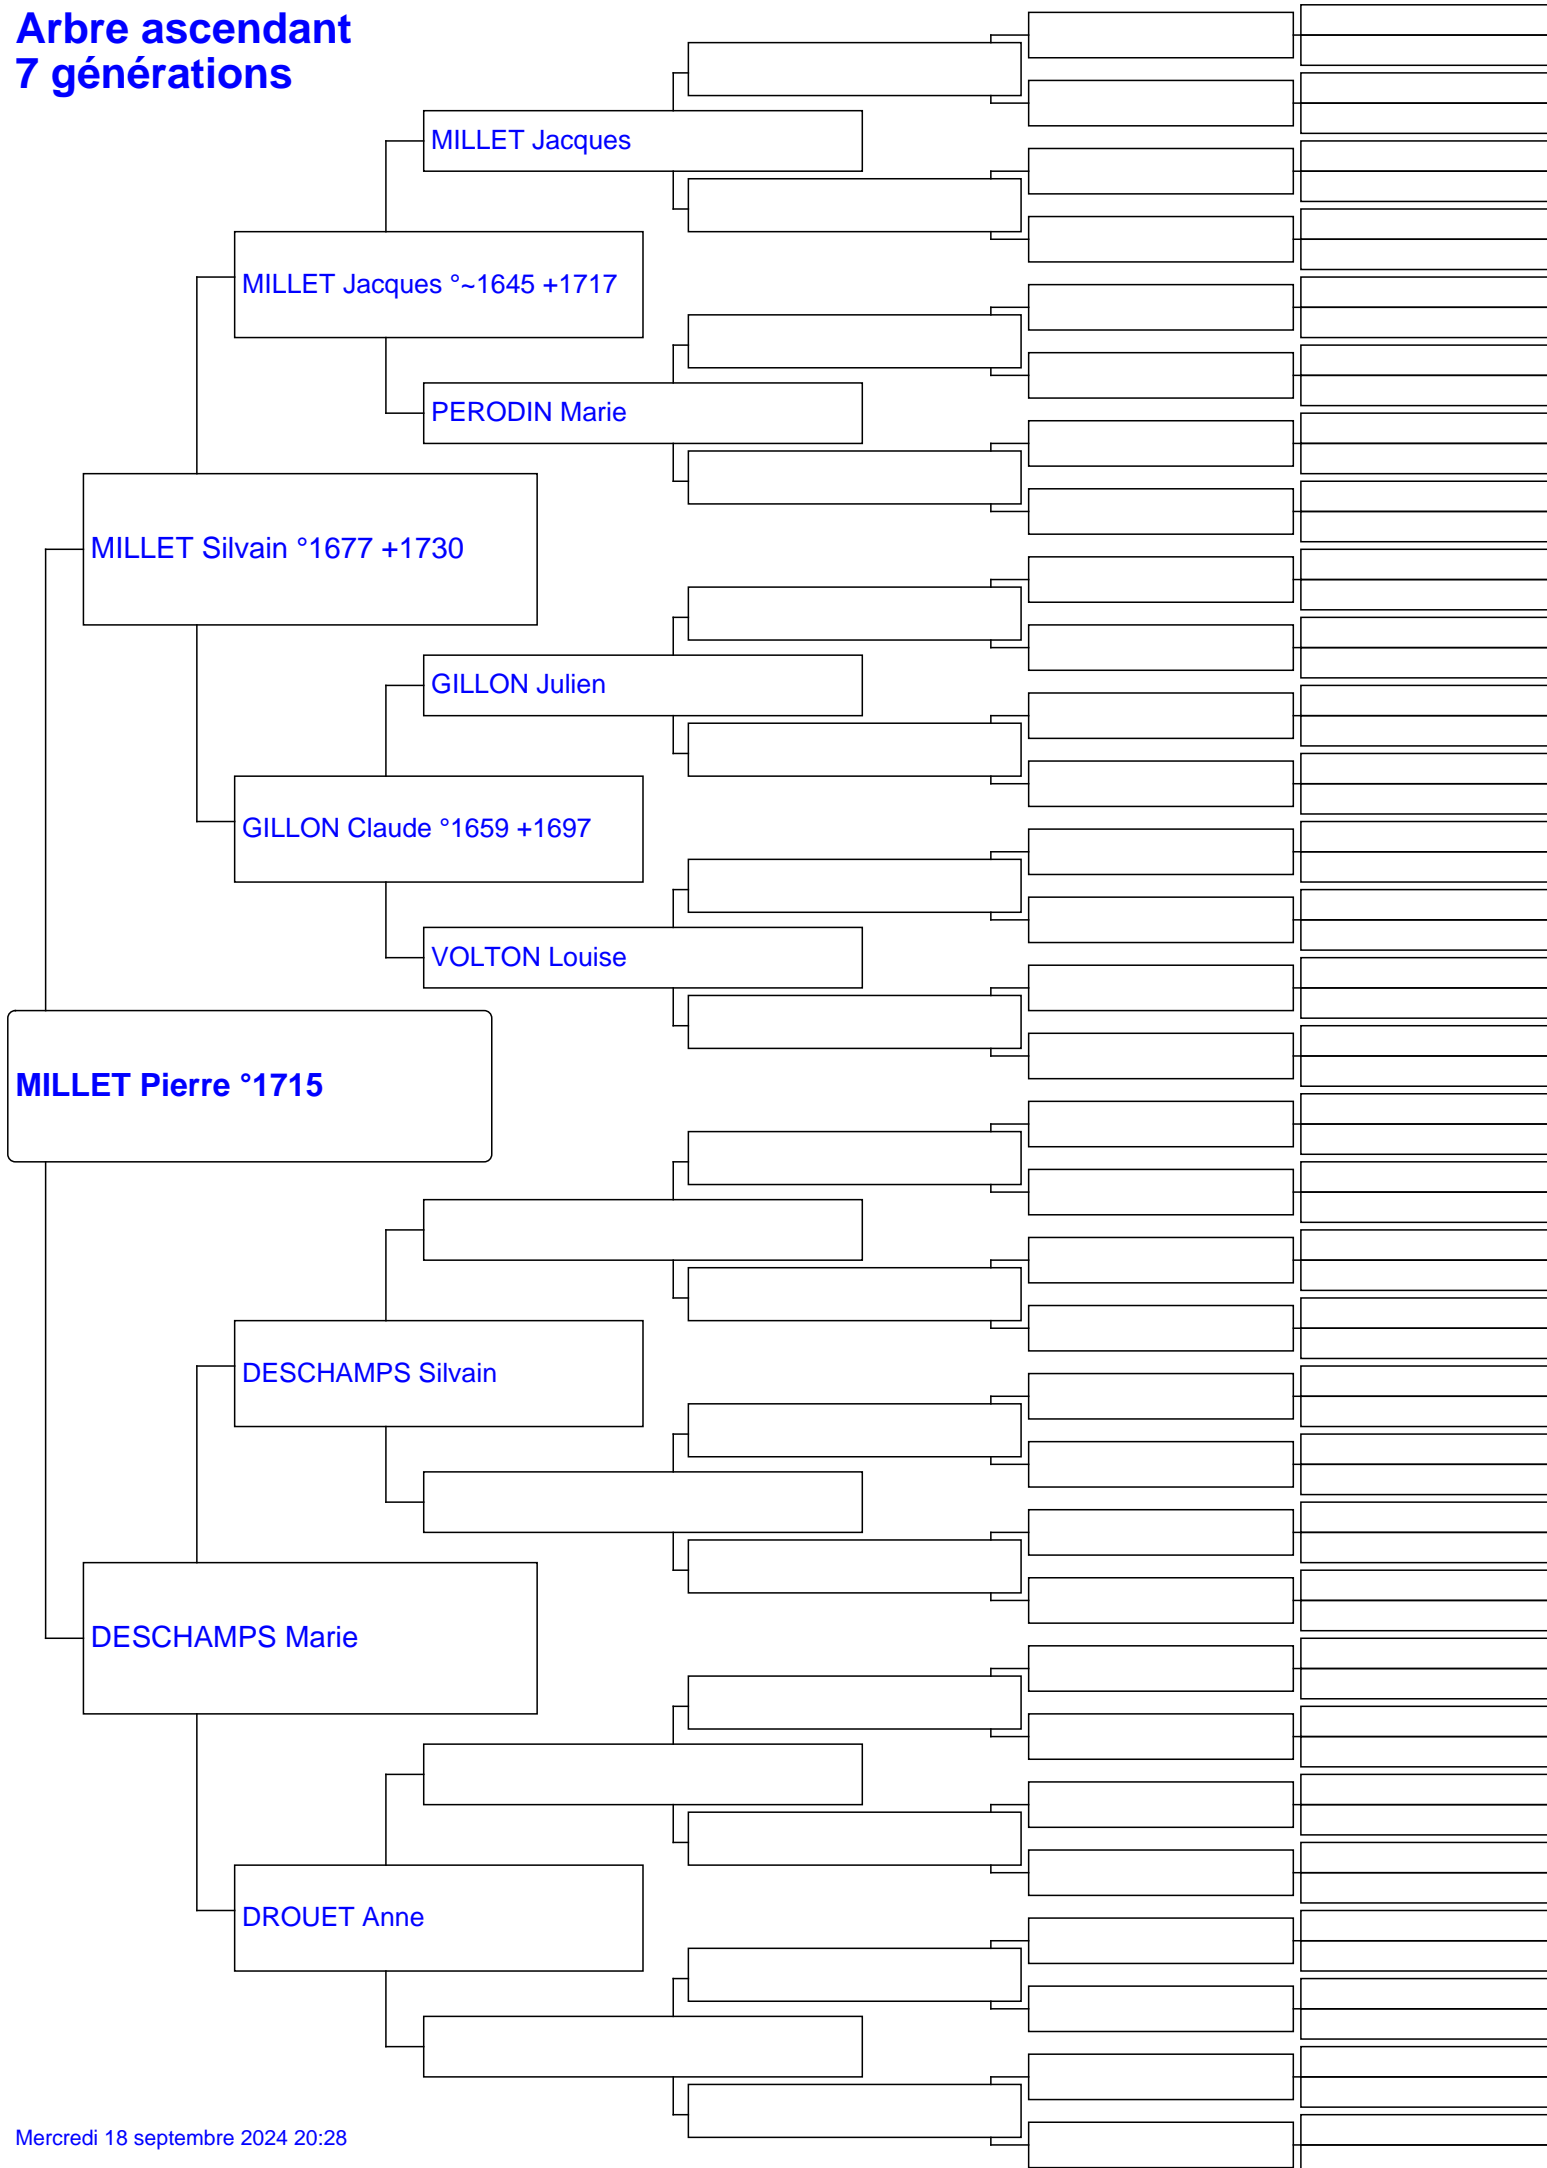 Arbre ascendant
7 générations
MILLET Jacques
MILLET Jacques °~1645 +1717
PERODIN Marie
MILLET Silvain °1677 +1730
GILLON Julien
GILLON Claude °1659 +1697
VOLTON Louise
MILLET Pierre °1715
DESCHAMPS Silvain
DESCHAMPS Marie
DROUET Anne
Mercredi 18 septembre 2024 20:28